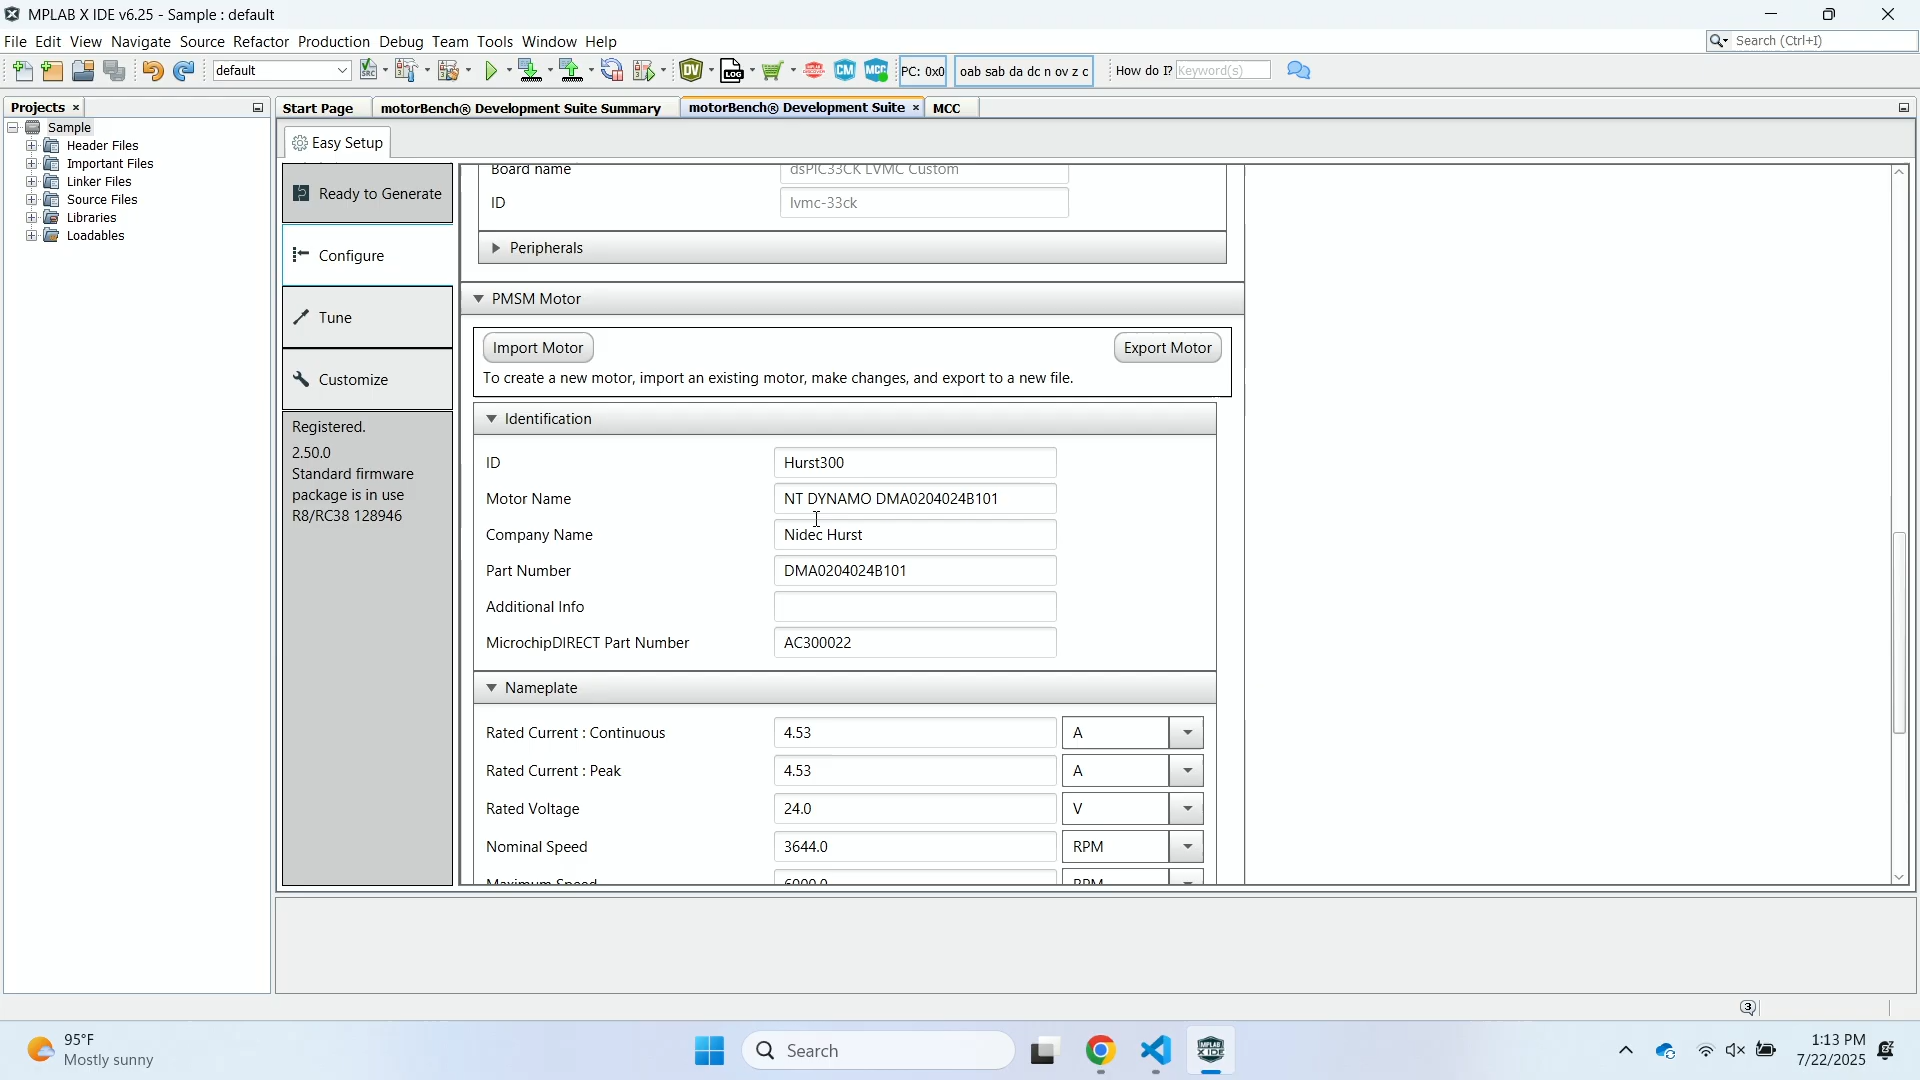 MPLAB X IDE v6.25 - Sample : default
File Edit View Navigate Source Refactor Production Debug Team Tools Window Help
Search (Ctrl+I)
default
PC: 0x0
oab sab da dc n ov z c
How do I?
Keyword(s)
Projects
Start Page
motorBench® Development Suite Summary
motorBench® Development Suite
MCC
Sample
Header Files
Important Files
Linker Files
Source Files
Libraries
Loadables
Easy Setup
Ready to Generate
Configure
Tune
Customize
Registered.
2.50.0
Standard firmware
package is in use
R8/RC38 128946
Board name dsPIC33CK LVMC Custom
ID lvmc-33ck
Peripherals
PMSM Motor
Import Motor
Export Motor
To create a new motor, import an existing motor, make changes, and export to a new file.
Identification
ID Hurst300
Motor Name NT DYNAMO DMA0204024B101
Company Name Nidec Hurst
Part Number DMA0204024B101
Additional Info
MicrochipDIRECT Part Number AC300022
Nameplate
Rated Current : Continuous 4.53 A
Rated Current : Peak 4.53 A
Rated Voltage 24.0 V
Nominal Speed 3644.0 RPM
Maximum Speed 6000.0 RPM
3
95°F
Mostly sunny
Search
1:13 PM
7/22/2025